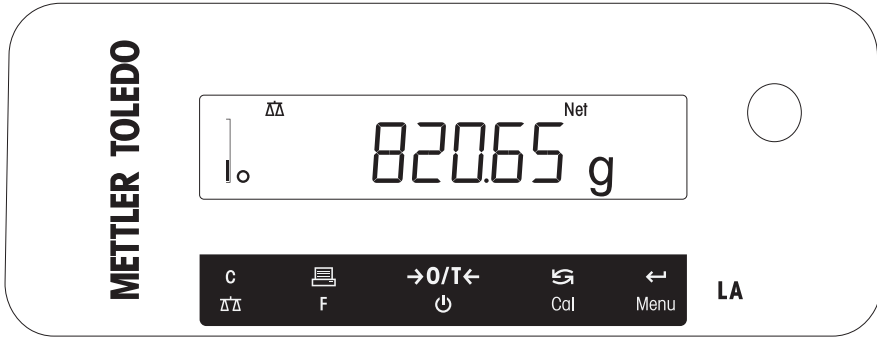 METTLER TOLEDO
Net
820.65 g
C →0/T←
F Cal Menu
LA